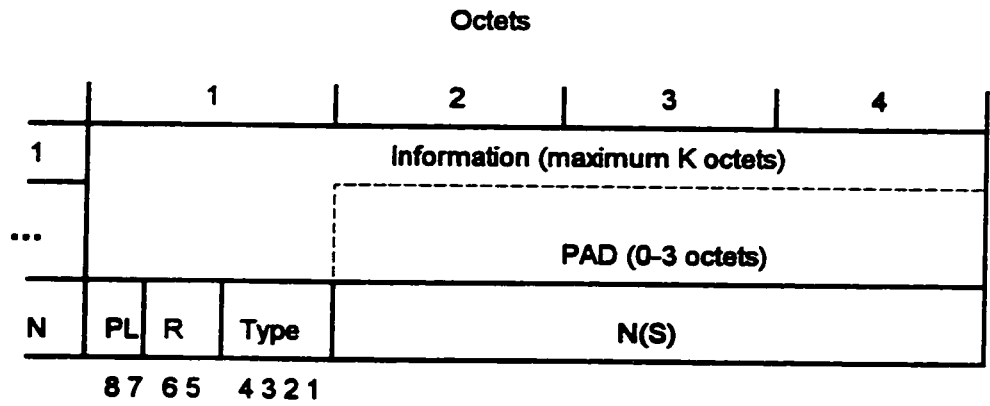 Octets
1 2 3 4
1 Information (maximum K octets)
...
PAD (0-3 octets)
N PL R Type N(S)
8 7 6 5 4 3 2 1